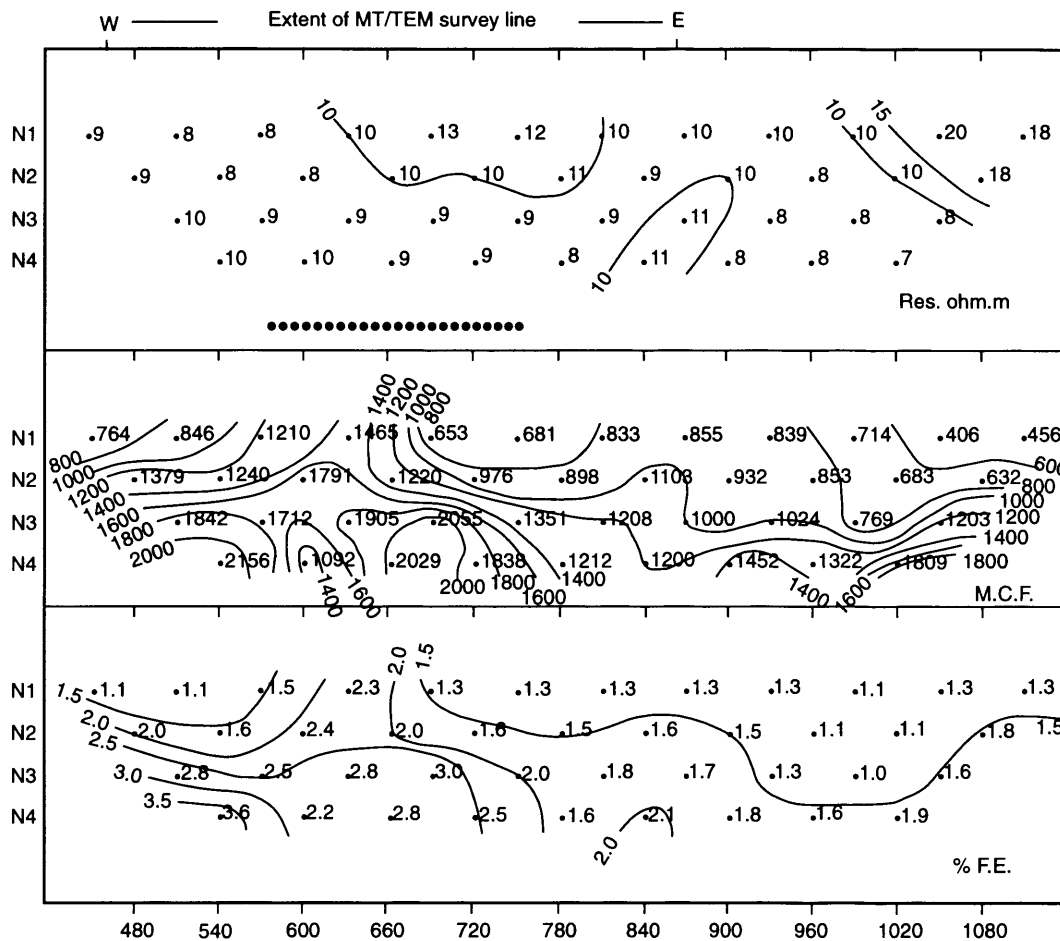 W Extent of MT/TEM survey line E
10 15
N1 9 8 8 10 13 12 10 10 10 10 20 18
N2 9 8 8 10 10 11 9 10 8 10 18
N3 10 9 9 9 9 9 11 8 8 8
N4 10 10 9 9 8 11 8 8 7
10
Res. ohm.m
1400 1200 1000 800
N1 764 846 1210 1465 653 681 833 855 839 714 406 456
800 600
N2 1379 1240 1791 1220 976 898 1103 932 853 683 632
1000 1200 1400 1600 1800 2000 800 1000 1200 1400
N3 1842 1712 1905 2055 1351 1208 1000 1024 769 1203
N4 2156 1092 2029 1838 1212 1200 1452 1322 1809 1800
1400 1600 2000 1800 1600 1400 1400 1600
M.C.F.
2.0 1.5
N1 1.5 1.1 1.1 1.5 2.3 1.3 1.3 1.3 1.3 1.3 1.1 1.3 1.3
N2 2.0 2.0 1.6 2.4 2.0 1.6 1.5 1.6 1.5 1.1 1.1 1.8 1.5
2.5
N3 3.0 2.8 2.5 2.8 3.0 2.0 1.8 1.7 1.3 1.0 1.6
3.5
N4 3.6 2.2 2.8 2.5 1.6 2.1 1.8 1.6 1.9
2.0
% F.E.
480 540 600 660 720 780 840 900 960 1020 1080